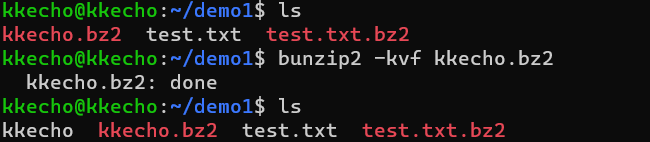 kkecho@kkecho:~/demo1$ ls
kkecho.bz2  test.txt  test.txt.bz2
kkecho@kkecho:~/demo1$ bunzip2 -kvf kkecho.bz2
  kkecho.bz2: done
kkecho@kkecho:~/demo1$ ls
kkecho  kkecho.bz2  test.txt  test.txt.bz2